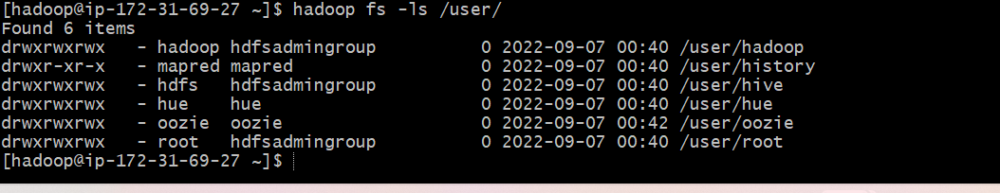 [hadoop@ip-172-31-69-27 ~]$ hadoop fs -ls /user/
Found 6 items
drwxrwxrwx   - hadoop hdfsadmingroup          0 2022-09-07 00:40 /user/hadoop
drwxr-xr-x   - mapred mapred                  0 2022-09-07 00:40 /user/history
drwxrwxrwx   - hdfs   hdfsadmingroup          0 2022-09-07 00:40 /user/hive
drwxrwxrwx   - hue    hue                     0 2022-09-07 00:40 /user/hue
drwxrwxrwx   - oozie  oozie                   0 2022-09-07 00:42 /user/oozie
drwxrwxrwx   - root   hdfsadmingroup          0 2022-09-07 00:40 /user/root
[hadoop@ip-172-31-69-27 ~]$